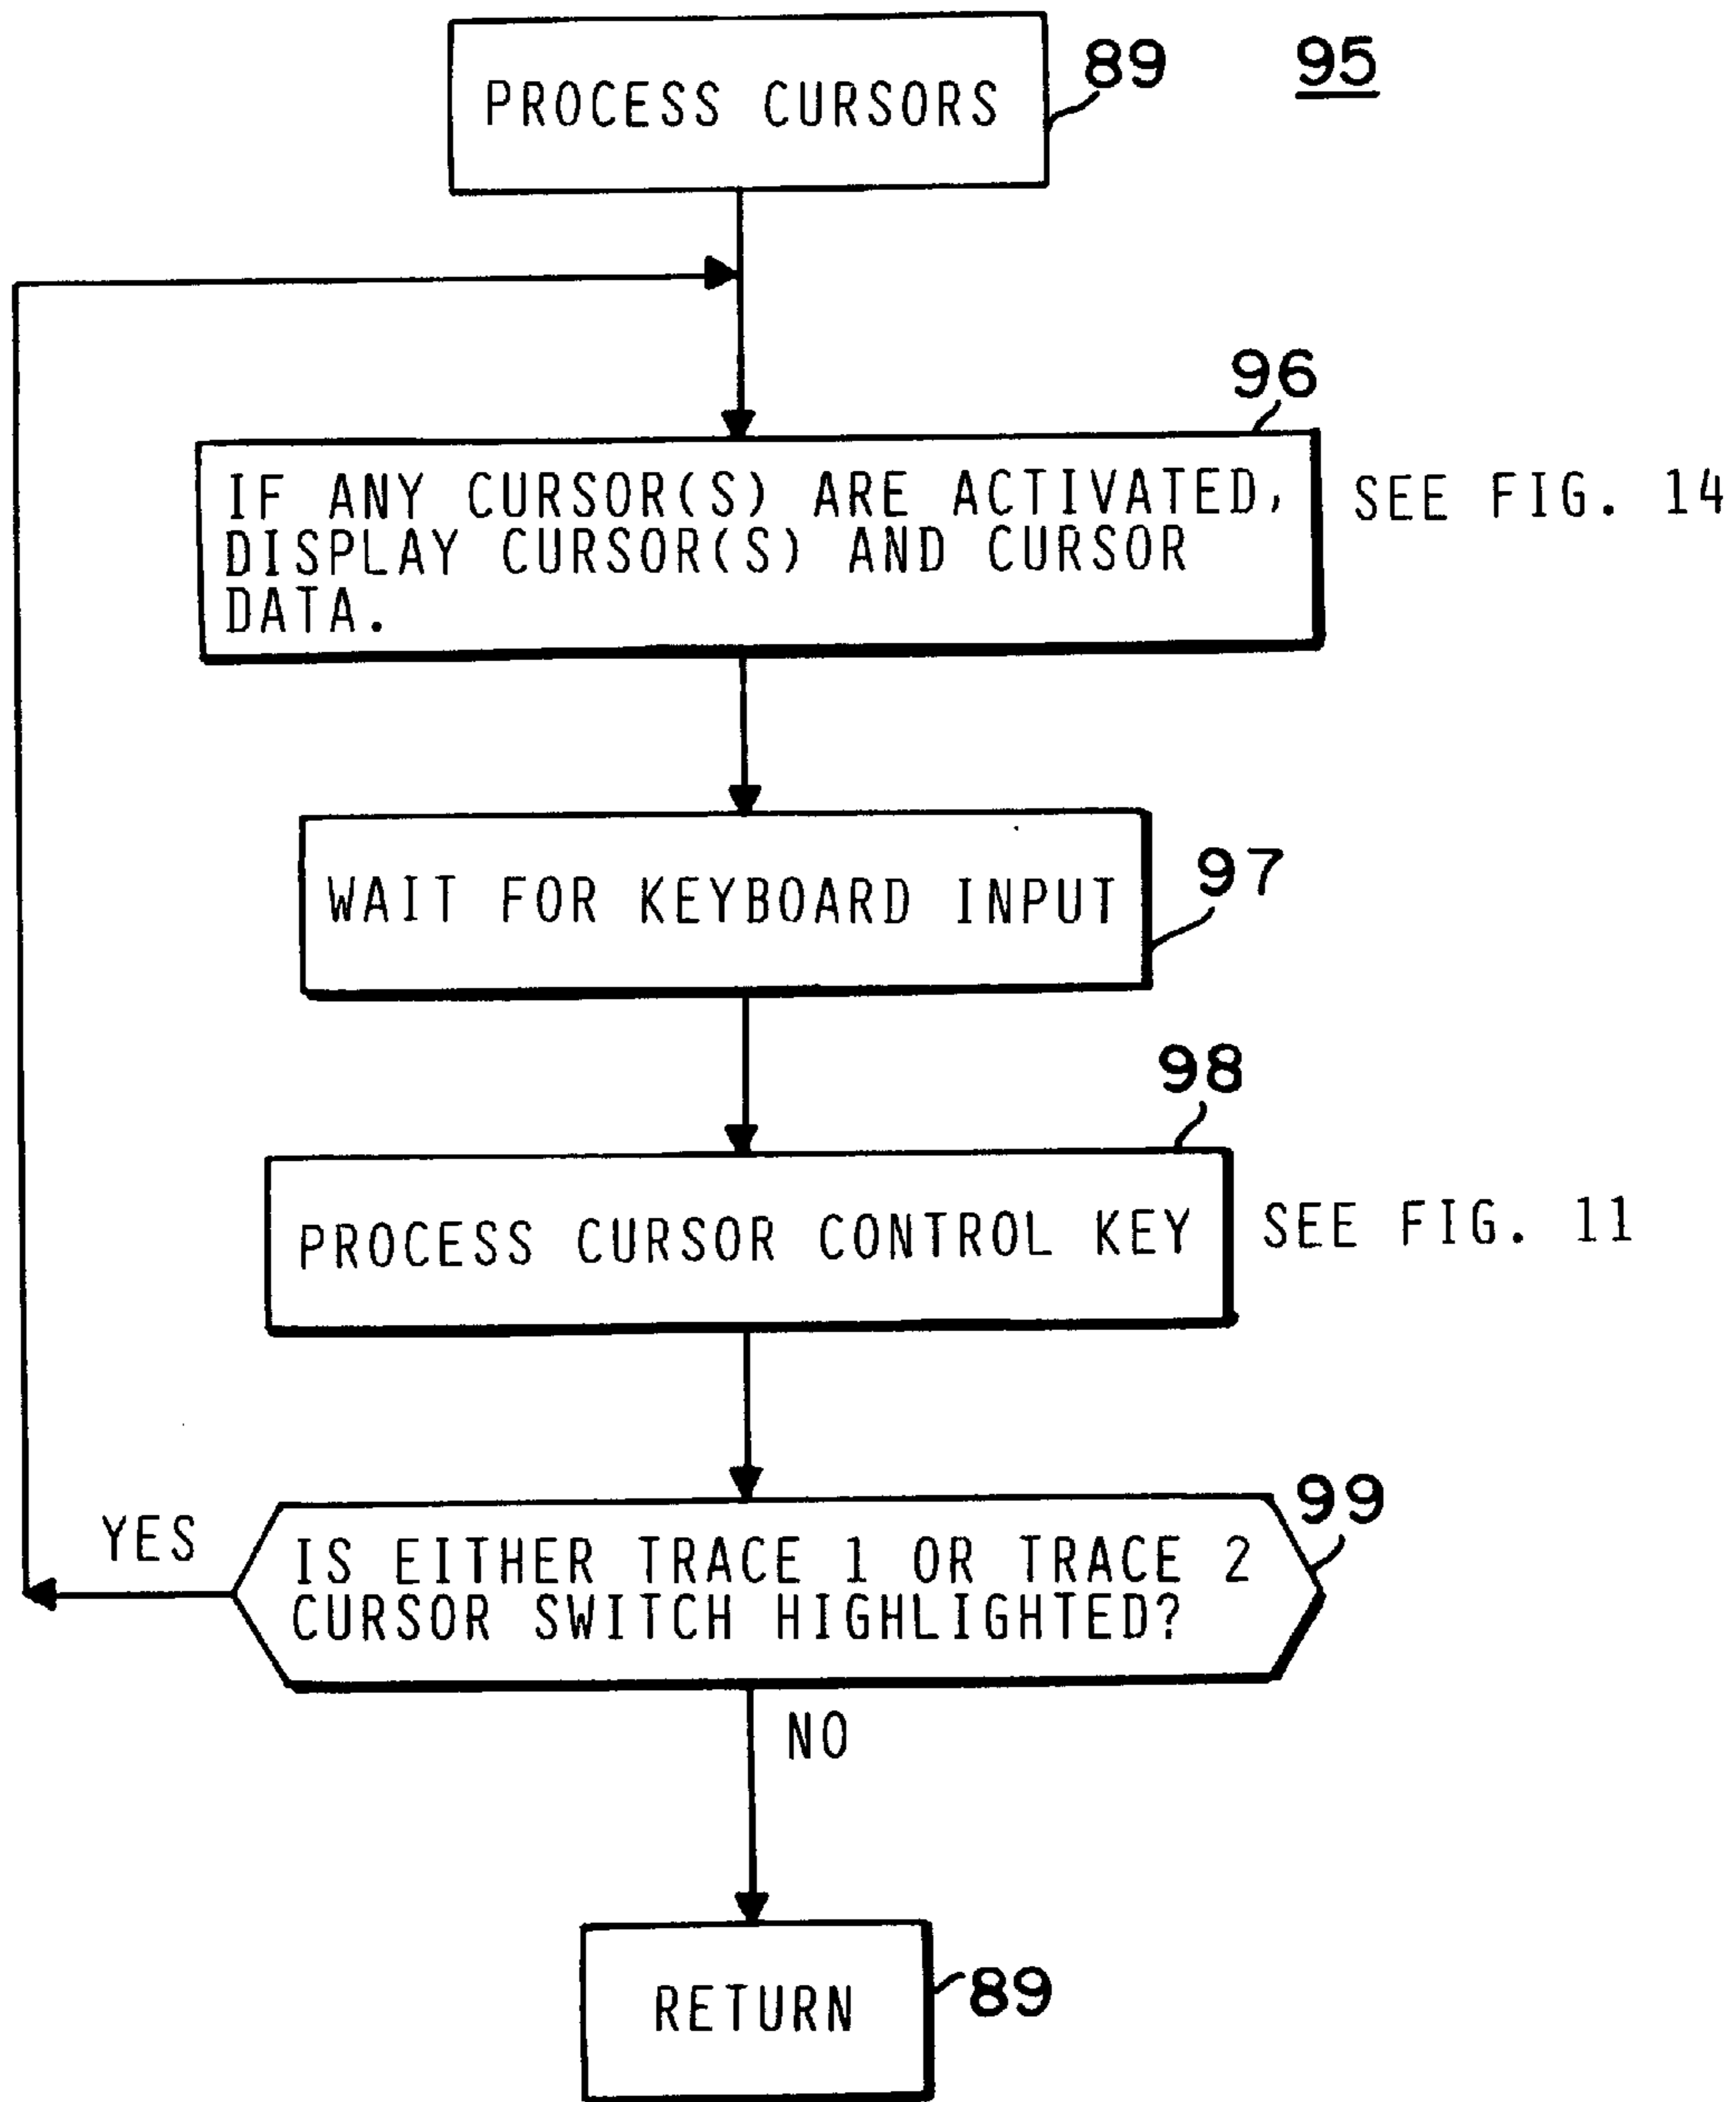 PROCESS CURSORS
89
95
96
IF ANY CURSOR(S) ARE ACTIVATED,
DISPLAY CURSOR(S) AND CURSOR
DATA.
SEE FIG. 14
WAIT FOR KEYBOARD INPUT
97
98
PROCESS CURSOR CONTROL KEY
SEE FIG. 11
99
YES
IS EITHER TRACE 1 OR TRACE 2
CURSOR SWITCH HIGHLIGHTED?
NO
RETURN
89